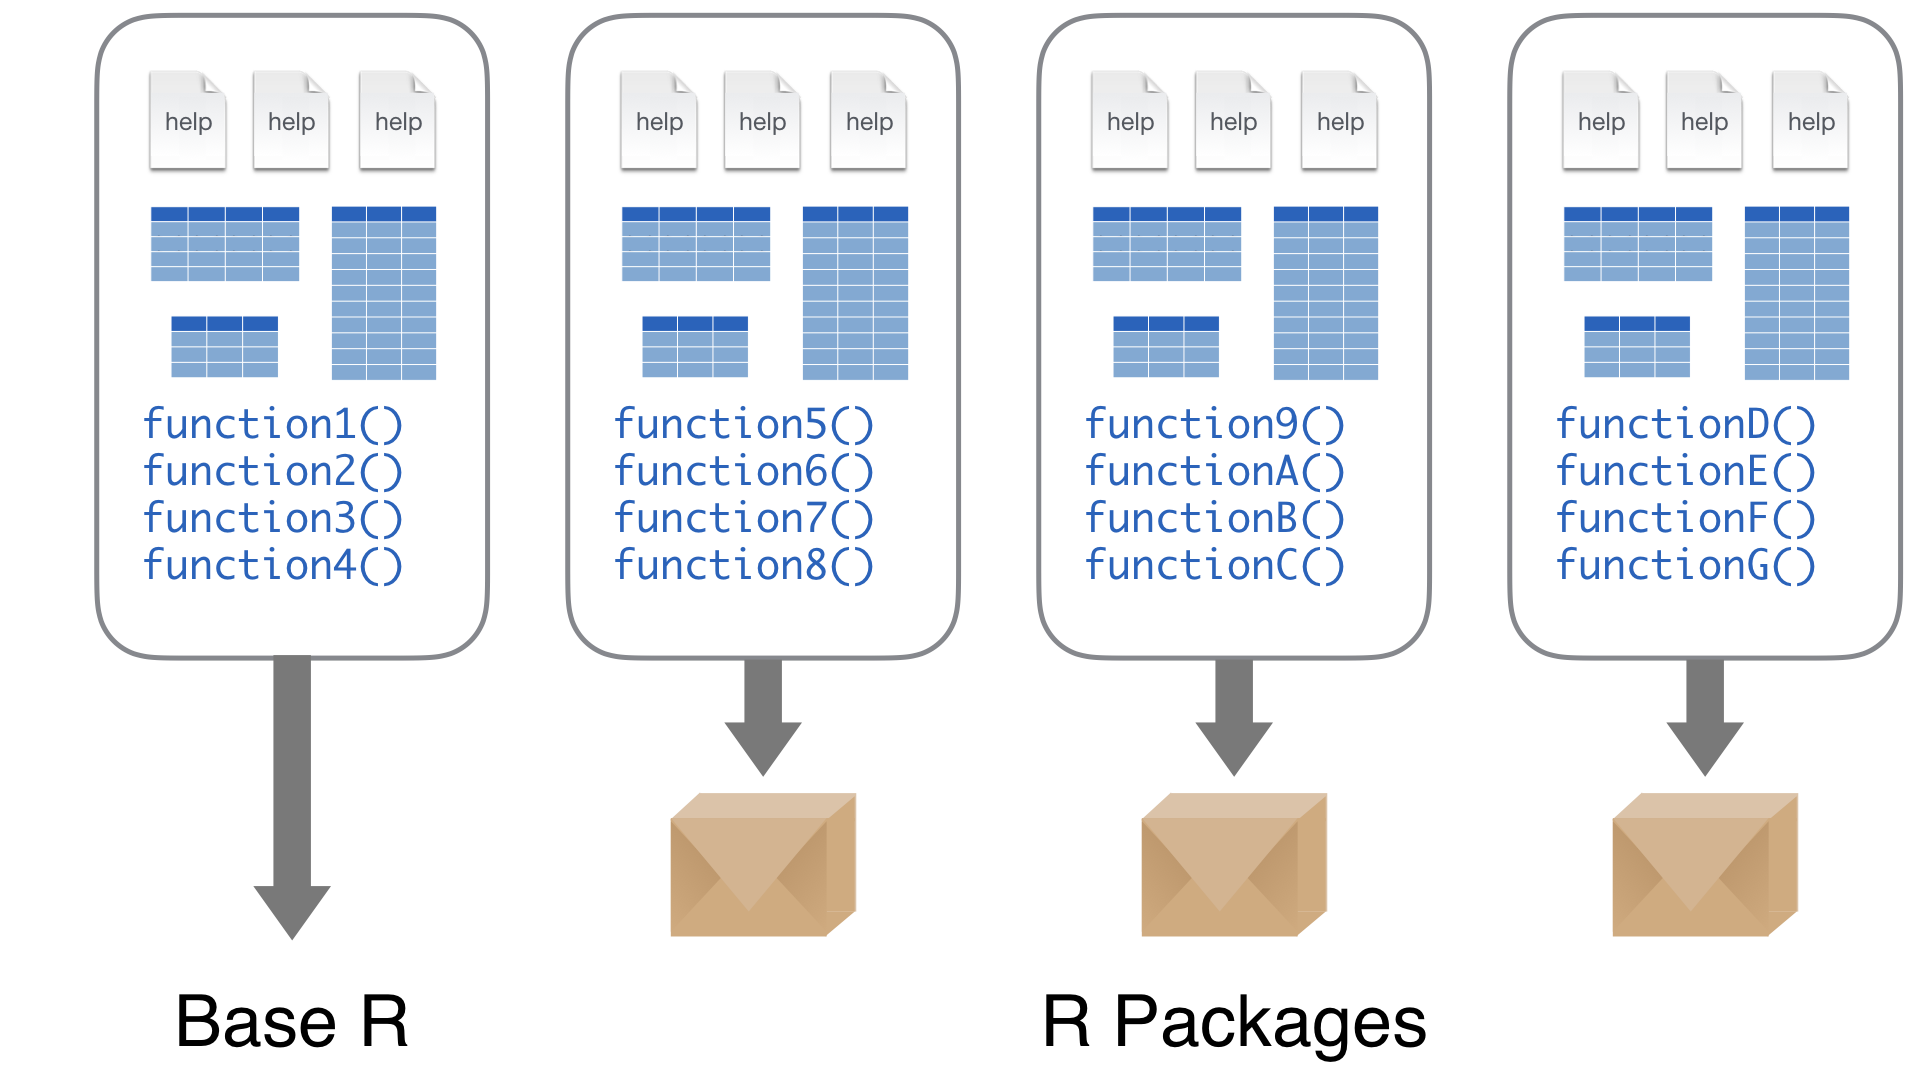 help help help
function1()
function2()
function3()
function4()
help help help
function5()
function6()
function7()
function8()
help help help
function9()
functionA()
functionB()
functionC()
help help help
functionD()
functionE()
functionF()
functionG()
Base R
R Packages